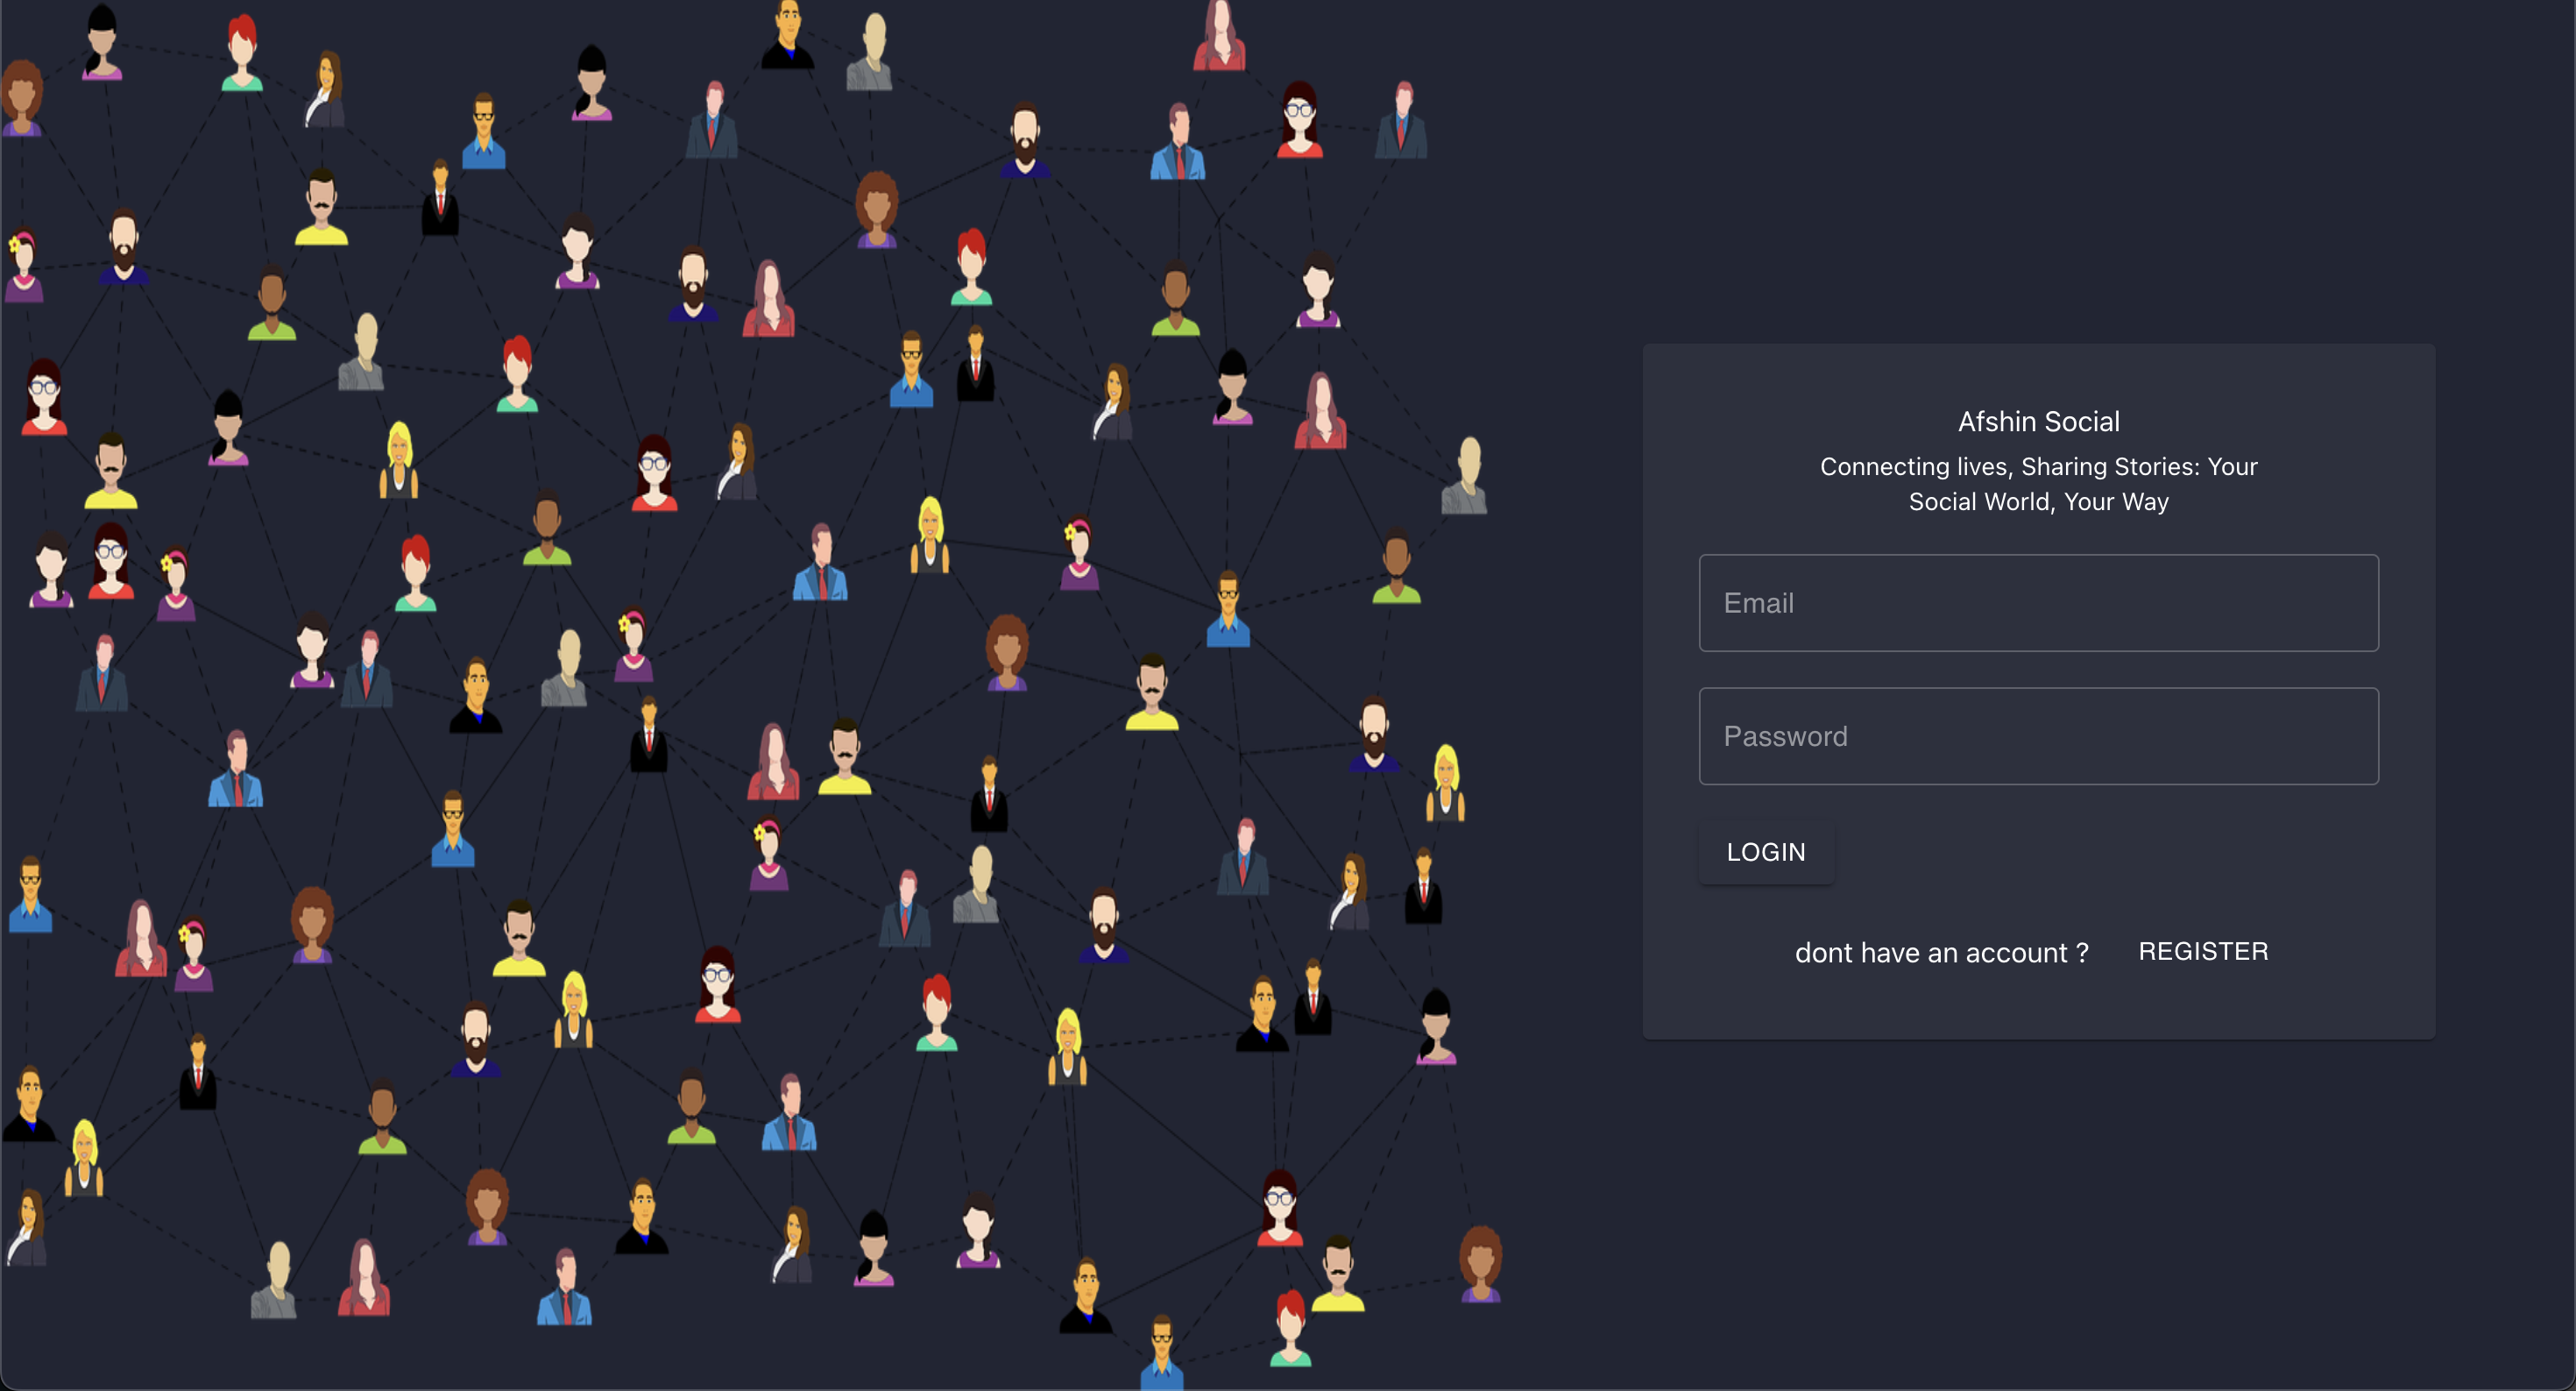 Afshin Social
Connecting lives, Sharing Stories: Your
Social World, Your Way
Email
Password
LOGIN
dont have an account ? REGISTER